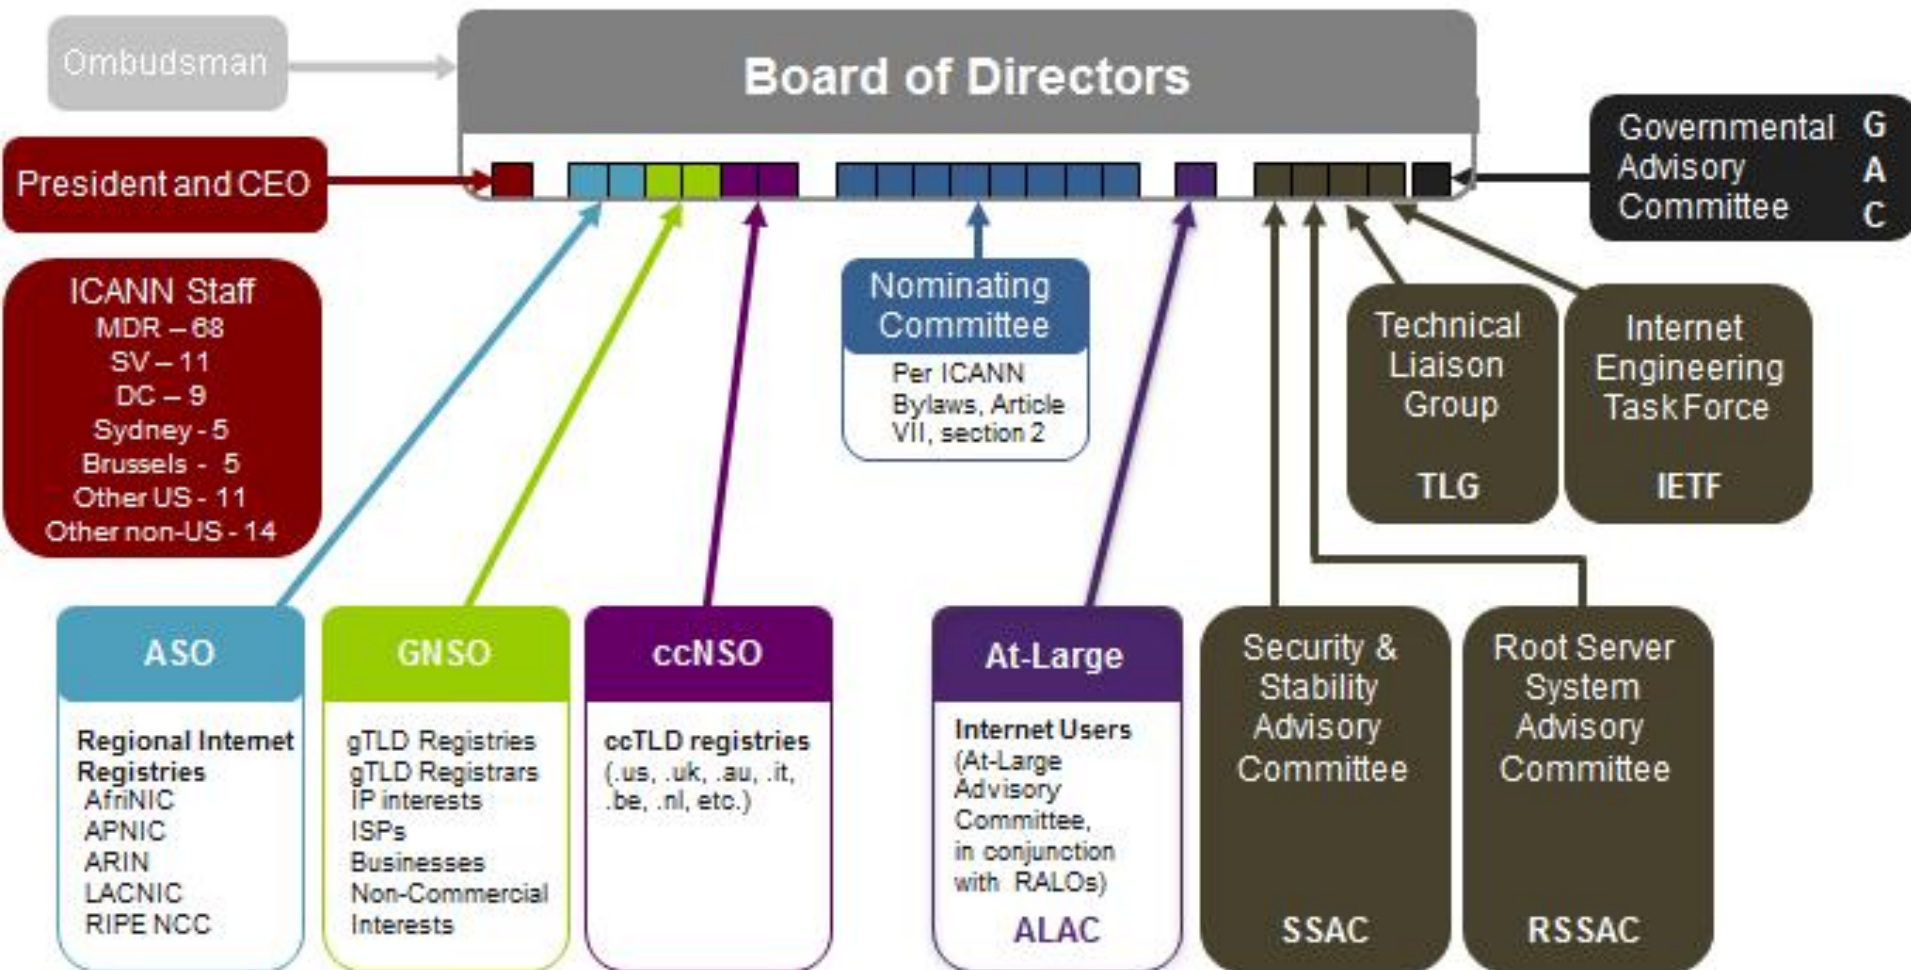 Ombudsman
Board of Directors
President and CEO
Governmental G
Advisory A
Committee C
ICANN Staff
MDR – 68
SV – 11
DC – 9
Sydney - 5
Brussels - 5
Other US - 11
Other non-US - 14
Nominating
Committee
Per ICANN
Bylaws, Article
VII, section 2
Technical
Liaison
Group
TLG
Internet
Engineering
Task Force
IETF
ASO
Regional Internet
Registries
AfriNIC
APNIC
ARIN
LACNIC
RIPE NCC
GNSO
gTLD Registries
gTLD Registrars
IP interests
ISPs
Businesses
Non-Commercial
Interests
ccNSO
ccTLD registries
(.us, .uk, .au, .it,
.be, .nl, etc.)
At-Large
Internet Users
(At-Large
Advisory
Committee,
in conjunction
with RALOs)
ALAC
Security &
Stability
Advisory
Committee
SSAC
Root Server
System
Advisory
Committee
RSSAC